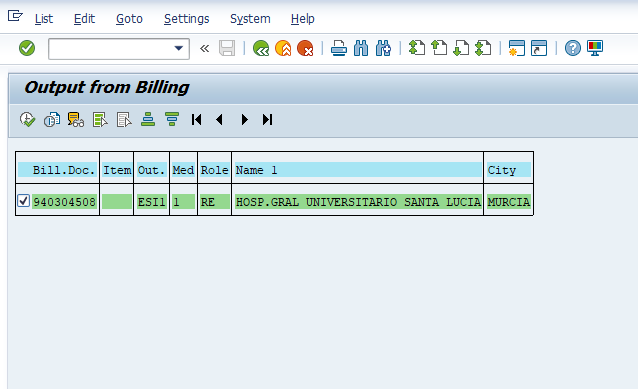 List Edit Goto Settings System Help
Output from Billing
Bill.Doc. Item Out. Med Role Name 1 City
940304508 ESI1 1 RE HOSP.GRAL UNIVERSITARIO SANTA LUCIA MURCIA